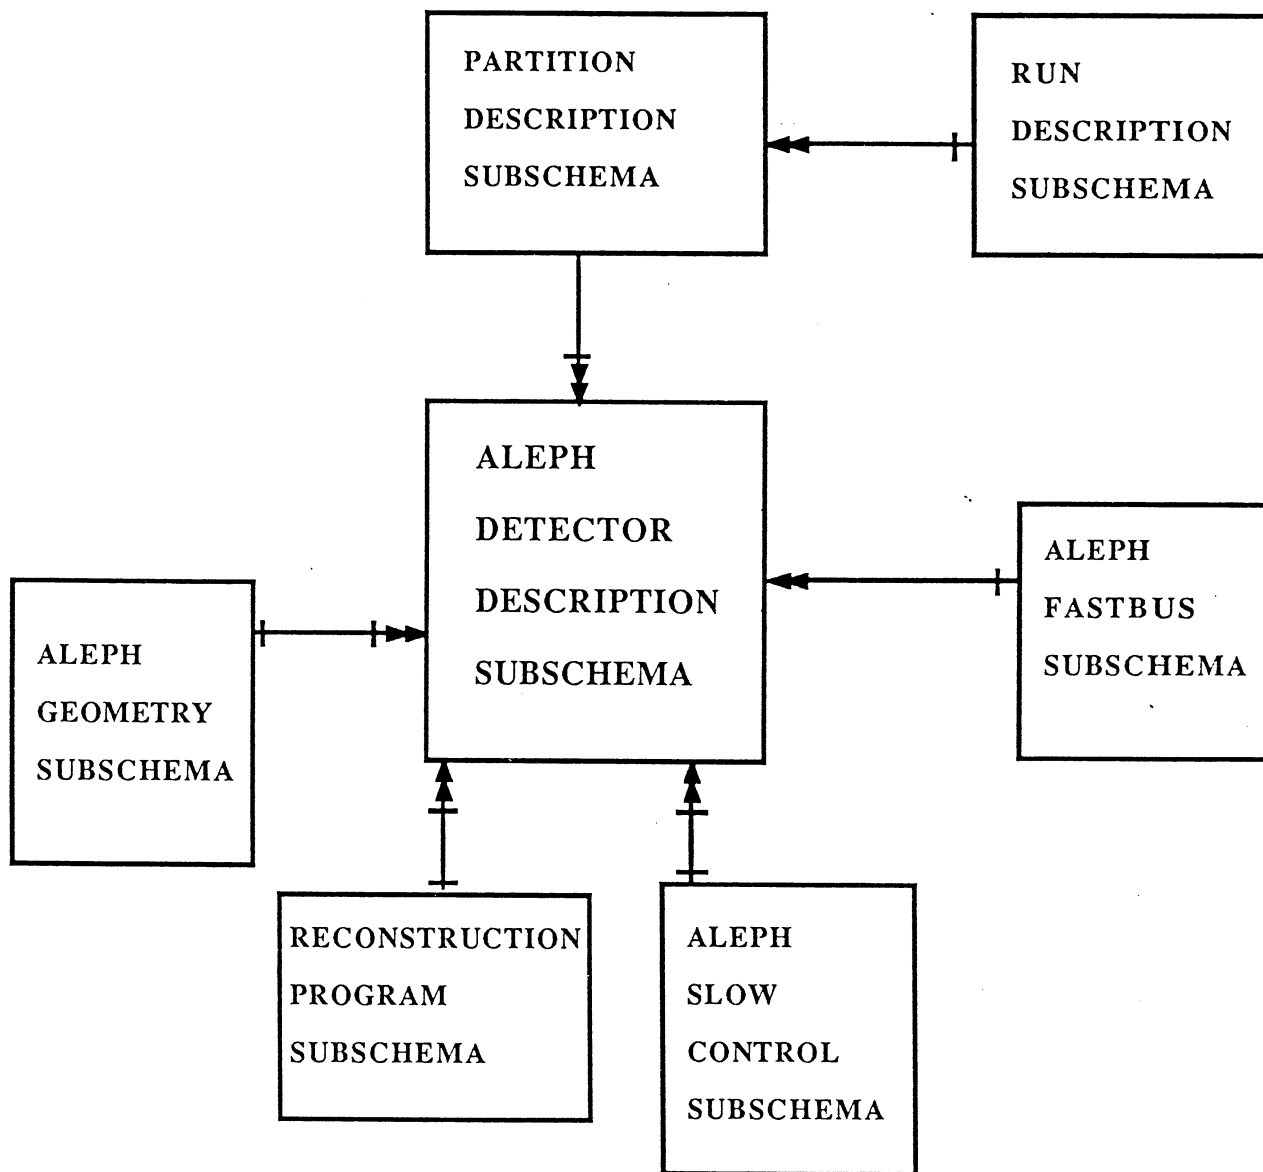 PARTITION
DESCRIPTION
SUBSCHEMA
RUN
DESCRIPTION
SUBSCHEMA
ALEPH
DETECTOR
DESCRIPTION
SUBSCHEMA
ALEPH
FASTBUS
SUBSCHEMA
ALEPH
GEOMETRY
SUBSCHEMA
RECONSTRUCTION
PROGRAM
SUBSCHEMA
ALEPH
SLOW
CONTROL
SUBSCHEMA